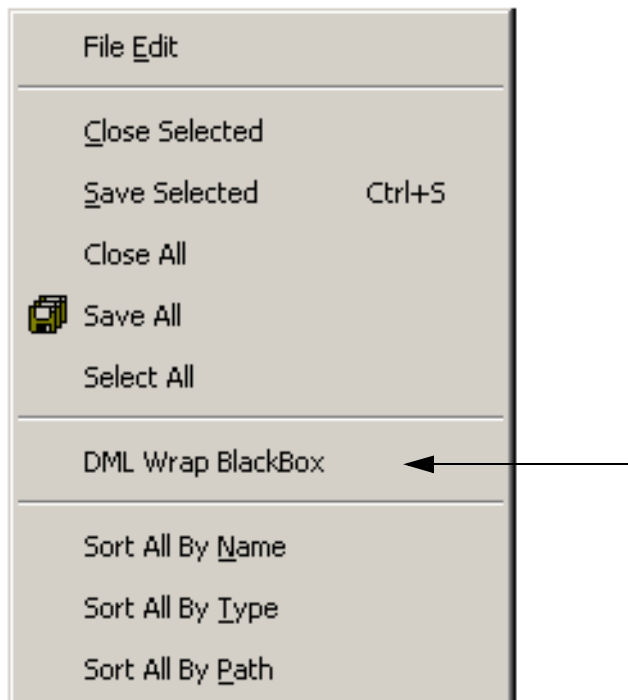 File Edit
Close Selected
Save Selected Ctrl+S
Close All
Save All
Select All
DML Wrap BlackBox
Sort All By Name
Sort All By Type
Sort All By Path